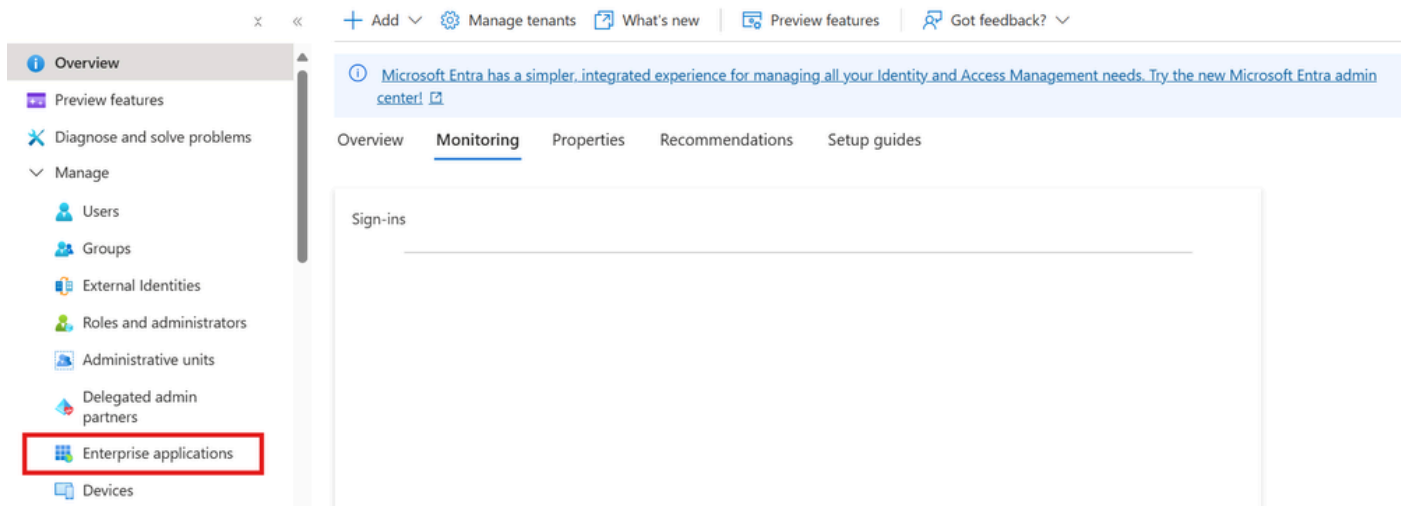 Add
Manage tenants
What's new
Preview features
Got feedback?
Overview
Preview features
Diagnose and solve problems
Manage
Users
Groups
External Identities
Roles and administrators
Administrative units
Delegated admin
partners
Enterprise applications
Devices
Microsoft Entra has a simpler, integrated experience for managing all your Identity and Access Management needs. Try the new Microsoft Entra admin
center!
Overview
Monitoring
Properties
Recommendations
Setup guides
Sign-ins